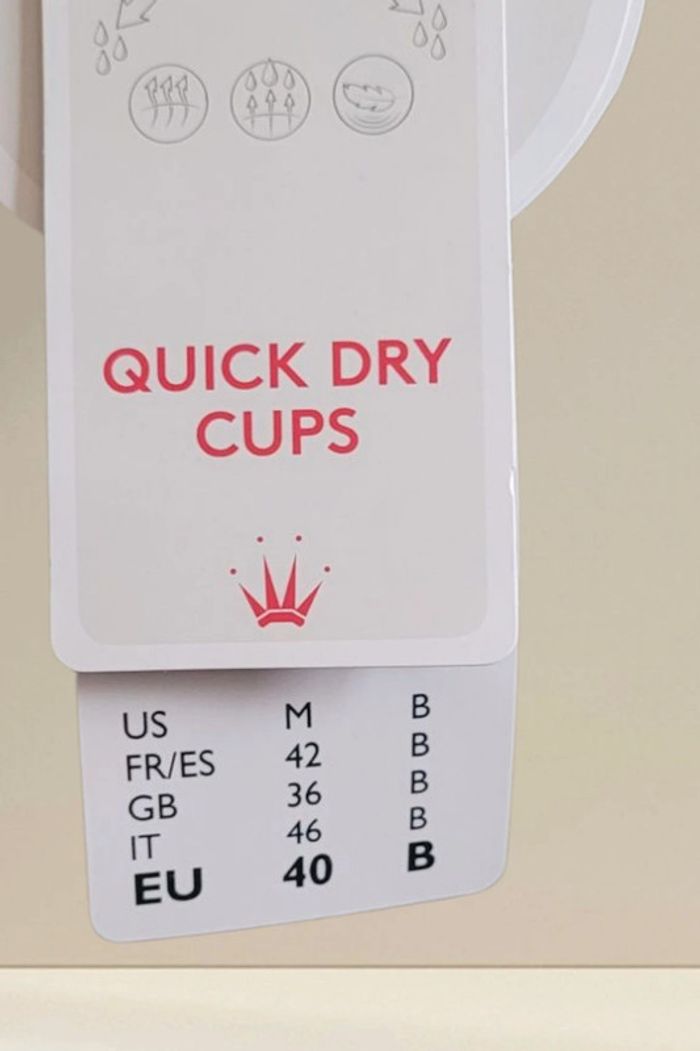 QUICK DRY
CUPS
US M B
FR/ES 42 B
GB 36 B
IT 46 B
EU 40 B